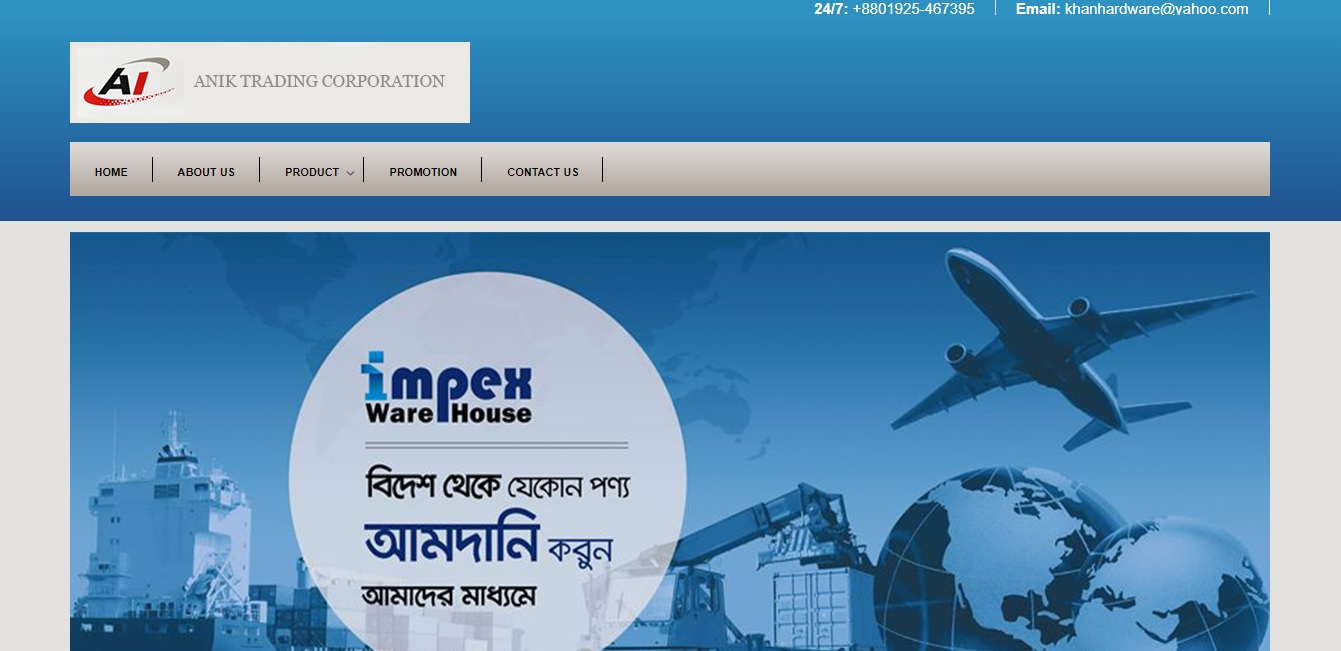 24/7: +8801925-467395 Email: khanhardware@yahoo.com
AI ANIK TRADING CORPORATION
HOME ABOUT US PRODUCT PROMOTION CONTACT US
impex
Ware House
বিদেশ থেকে যেকোন পণ্য
আমদানি করুন
আমাদের মাধ্যমে